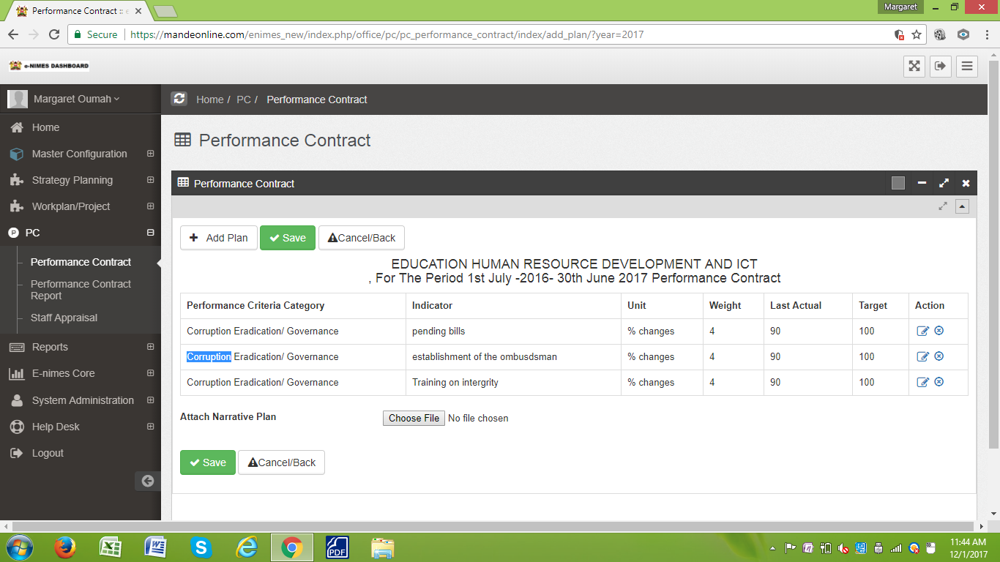 Performance Contract :: e
Margaret
Secure
https://mandeonline.com/enimes_new/index.php/office/pc/pc_performance_contract/index/add_plan/?year=2017
e-NIMES DASHBOARD
Margaret Oumah
Home / PC / Performance Contract
Home
Master Configuration
Strategy Planning
Workplan/Project
P PC
Performance Contract
Performance Contract
Report
Staff Appraisal
Reports
E-nimes Core
System Administration
Help Desk
Logout
Performance Contract
Performance Contract
Add Plan Save Cancel/Back
EDUCATION HUMAN RESOURCE DEVELOPMENT AND ICT
, For The Period 1st July -2016- 30th June 2017 Performance Contract
Performance Criteria Category Indicator Unit Weight Last Actual Target Action
Corruption Eradication/ Governance pending bills % changes 4 90 100
Corruption Eradication/ Governance establishment of the ombusdsman % changes 4 90 100
Corruption Eradication/ Governance Training on intergrity % changes 4 90 100
Attach Narrative Plan Choose File No file chosen
Save Cancel/Back
PDF
11:44 AM
12/1/2017